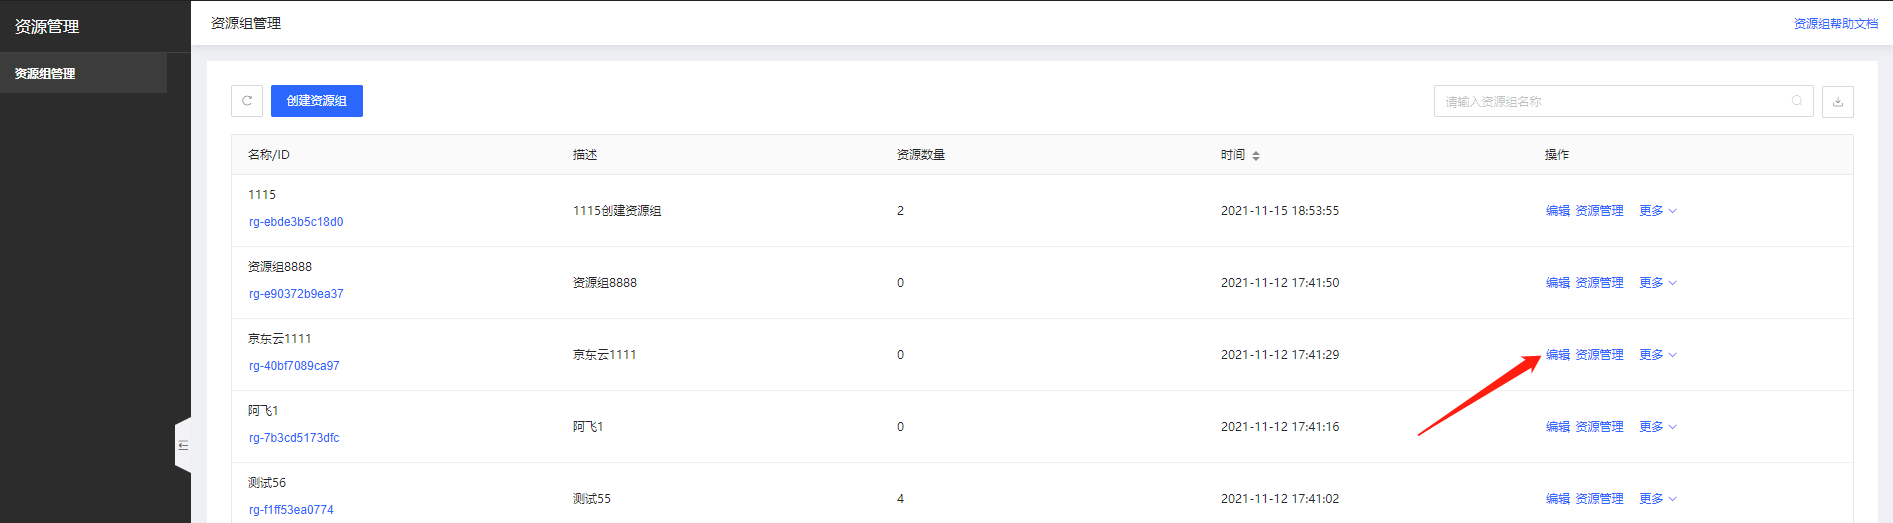 资源管理
资源组管理
资源组管理
资源组帮助文档
创建资源组
请输入资源组名称
名称/ID 描述 资源数量 时间 操作
1115
rg-ebde3b5c18d0
1115创建资源组 2 2021-11-15 18:53:55 编辑 资源管理 更多
资源组8888
rg-e90372b9ea37
资源组8888 0 2021-11-12 17:41:50 编辑 资源管理 更多
京东云1111
rg-40bf7089ca97
京东云1111 0 2021-11-12 17:41:29 编辑 资源管理 更多
阿飞1
rg-7b3cd5173dfc
阿飞1 0 2021-11-12 17:41:16 编辑 资源管理 更多
测试56
rg-f1ff53ea0774
测试55 4 2021-11-12 17:41:02 编辑 资源管理 更多